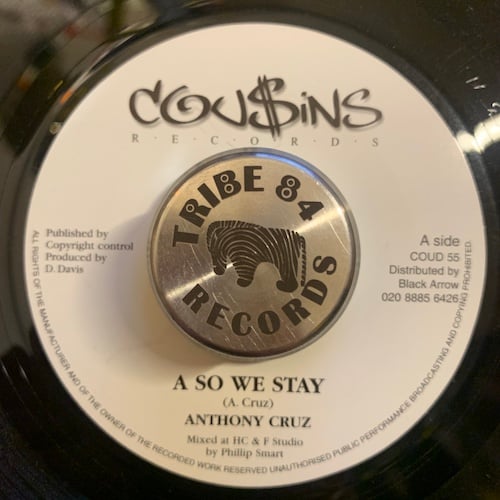 COU$INS
R·E·C·O·R·D·S
TRIBE 84
RECORDS
Published by
Copyright control
Produced by
D. Davis
A side
COUD 55
Distributed by
Black Arrow
020 8885 6426
A SO WE STAY
(A. Cruz)
ANTHONY CRUZ
Mixed at HC & F Studio
by Phillip Smart
ALL RIGHTS OF THE MANUFACTURER AND OF THE OWNER OF THE RECORDED WORK RESERVED UNAUTHORISED PUBLIC PERFORMANCE BROADCASTING AND COPYING PROHIBITED.